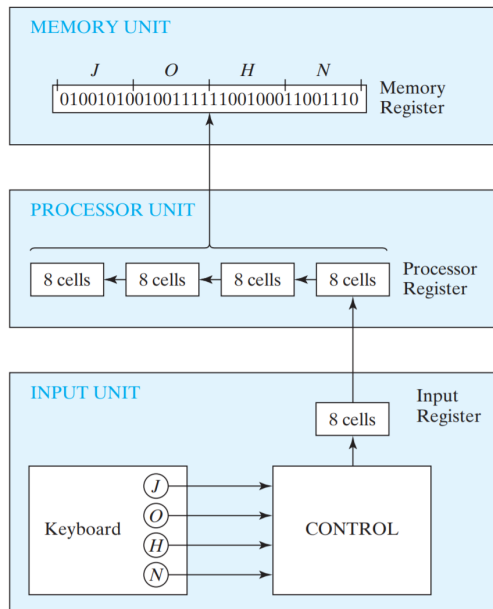 MEMORY UNIT
J O H N
01001010010011111100100011001110
Memory
Register
PROCESSOR UNIT
8 cells 8 cells 8 cells 8 cells
Processor
Register
INPUT UNIT
Input
Register
8 cells
Keyboard
J
O
H
N
CONTROL